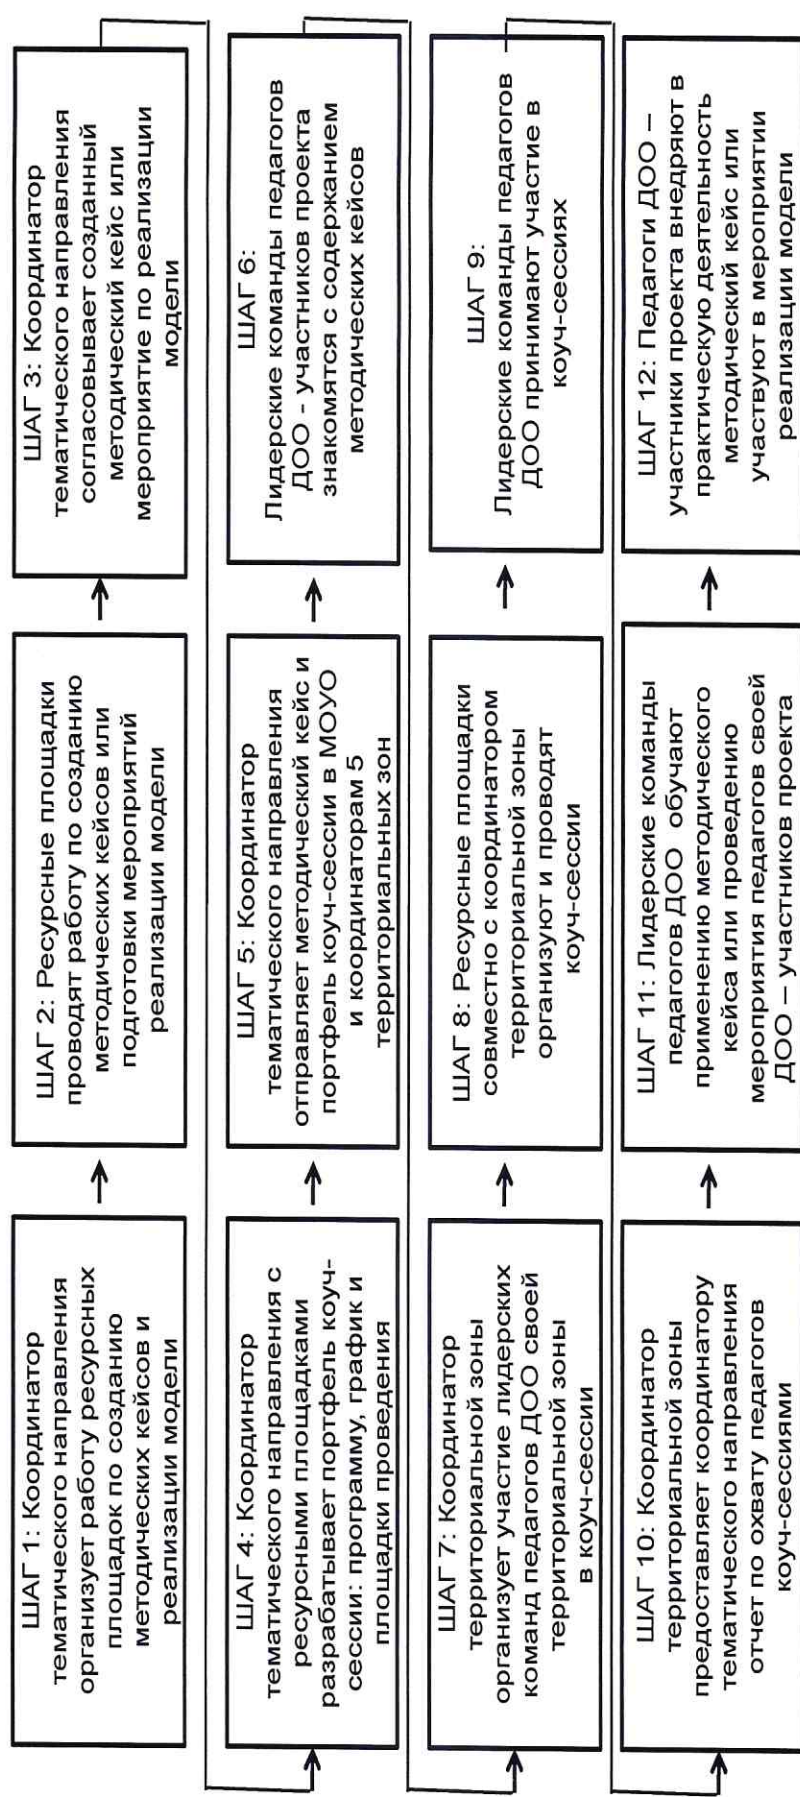 ШАГ 1: Координатор
тематического направления
организует работу ресурсных
площадок по созданию
методических кейсов и
реализации модели
ШАГ 2: Ресурсные площадки
проводят работу по созданию
методических кейсов или
подготовки мероприятий
реализации модели
ШАГ 3: Координатор
тематического направления
согласовывает созданный
методический кейс или
мероприятие по реализации
модели
ШАГ 4: Координатор
тематического направления с
ресурсными площадками
разрабатывает портфель коуч-
сессии: программу, график и
площадки проведения
ШАГ 5: Координатор
тематического направления
отправляет методический кейс и
портфель коуч-сессии в МОУО
и координаторам 5
территориальных зон
ШАГ 6:
Лидерские команды педагогов
ДОО - участников проекта
знакомятся с содержанием
методических кейсов
ШАГ 7: Координатор
территориальной зоны
организует участие лидерских
команд педагогов ДОО своей
территориальной зоны
в коуч-сессии
ШАГ 8: Ресурсные площадки
совместно с координатором
территориальной зоны
организуют и проводят
коуч-сессии
ШАГ 9:
Лидерские команды педагогов
ДОО принимают участие в
коуч-сессиях
ШАГ 10: Координатор
территориальной зоны
предоставляет координатору
тематического направления
отчет по охвату педагогов
коуч-сессиями
ШАГ 11: Лидерские команды
педагогов ДОО обучают
применению методического
кейса или проведению
мероприятия педагогов своей
ДОО – участников проекта
ШАГ 12: Педагоги ДОО –
участники проекта внедряют в
практическую деятельность
методический кейс или
участвуют в мероприятии
реализации модели